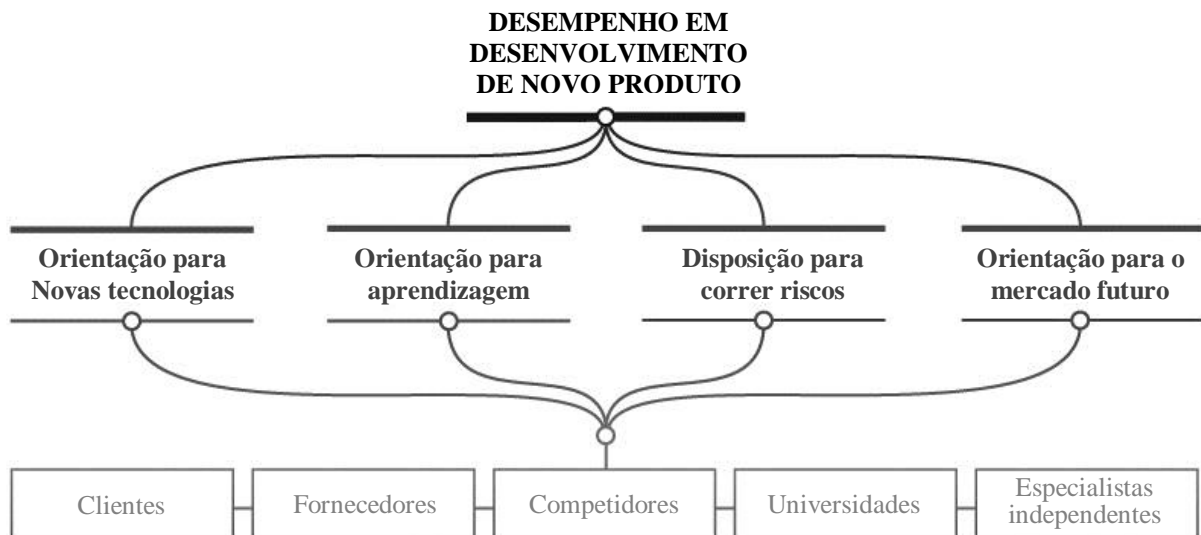 DESEMPENHO EM
DESENVOLVIMENTO
DE NOVO PRODUTO
Orientação para
Novas tecnologias
Orientação para
aprendizagem
Disposição para
correr riscos
Orientação para o
mercado futuro
Clientes
Fornecedores
Competidores
Universidades
Especialistas
independentes